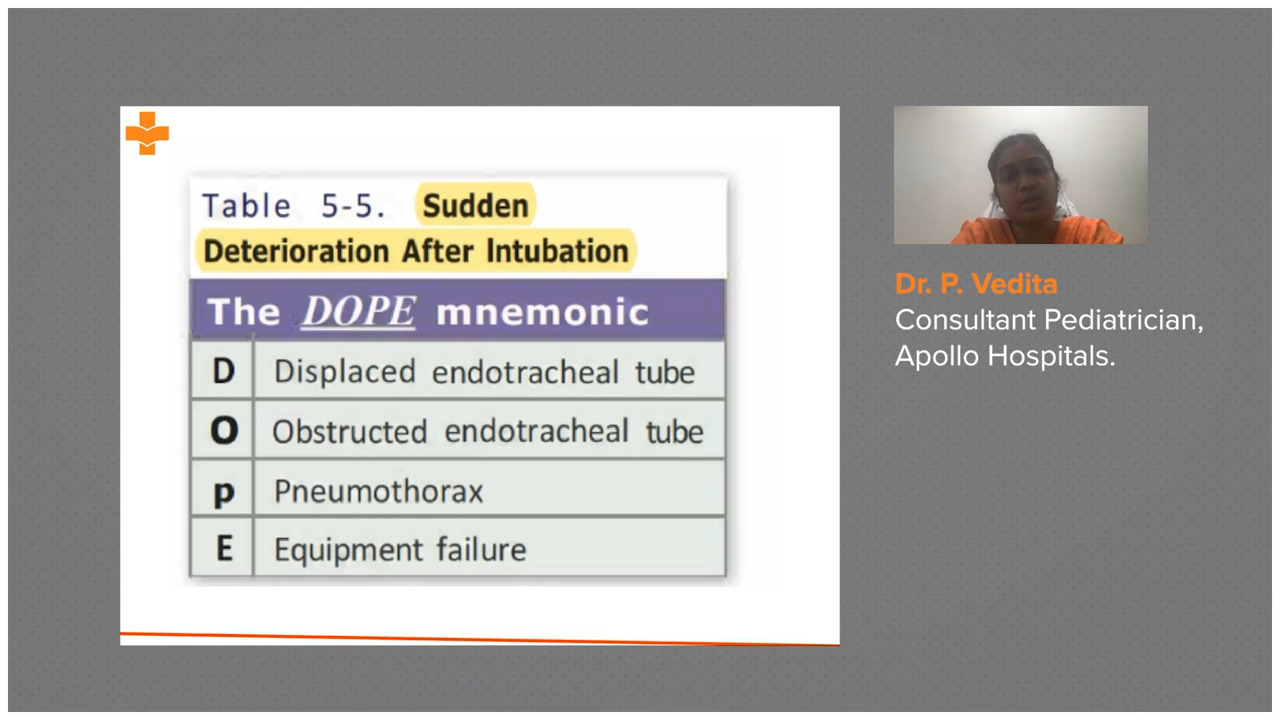 Table 5-5. Sudden
Deterioration After Intubation
The DOPE mnemonic
D Displaced endotracheal tube
O Obstructed endotracheal tube
p Pneumothorax
E Equipment failure
Dr. P. Vedita
Consultant Pediatrician,
Apollo Hospitals.